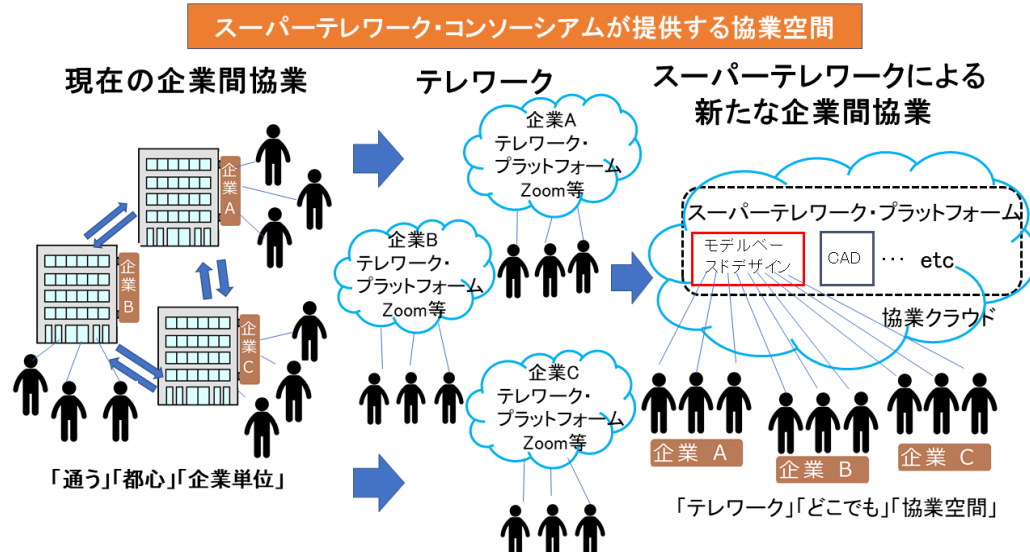 スーパーテレワーク・コンソーシアムが提供する協業空間
現在の企業間協業
企業A
企業B
企業C
「通う」「都心」「企業単位」
テレワーク
企業A
テレワーク・
プラットフォーム
Zoom等
企業B
テレワーク・
プラットフォーム
Zoom等
企業C
テレワーク・
プラットフォーム
Zoom等
スーパーテレワークによる
新たな企業間協業
スーパーテレワーク・プラットフォーム
モデルベー
スドデザイン
CAD
… etc
協業クラウド
企業 A
企業 B
企業 C
「テレワーク」「どこでも」「協業空間」